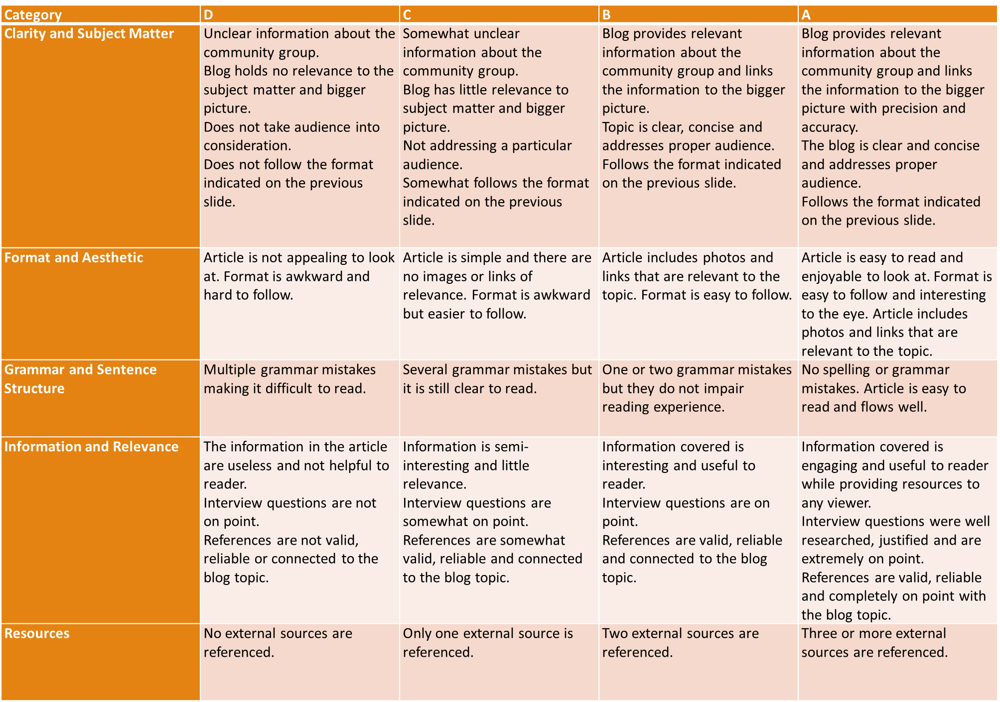 Category
D
C
B
A
Clarity and Subject Matter
Unclear information about the
community group.
Blog holds no relevance to the
subject matter and bigger
picture.
Does not take audience into
consideration.
Does not follow the format
indicated on the previous
slide.
Somewhat unclear
information about the
community group.
Blog has little relevance to
subject matter and bigger
picture.
Not addressing a particular
audience.
Somewhat follows the format
indicated on the previous
slide.
Blog provides relevant
information about the
community group and links
the information to the bigger
picture.
Topic is clear, concise and
addresses proper audience.
Follows the format indicated
on the previous slide.
Blog provides relevant
information about the
community group and links
the information to the bigger
picture with precision and
accuracy.
The blog is clear and concise
and addresses proper
audience.
Follows the format indicated
on the previous slide.
Format and Aesthetic
Article is not appealing to look
at. Format is awkward and
hard to follow.
Article is simple and there are
no images or links of
relevance. Format is awkward
but easier to follow.
Article includes photos and
links that are relevant to the
topic. Format is easy to follow.
Article is easy to read and
enjoyable to look at. Format is
easy to follow and interesting
to the eye. Article includes
photos and links that are
relevant to the topic.
Grammar and Sentence
Structure
Multiple grammar mistakes
making it difficult to read.
Several grammar mistakes but
it is still clear to read.
One or two grammar mistakes
but they do not impair
reading experience.
No spelling or grammar
mistakes. Article is easy to
read and flows well.
Information and Relevance
The information in the article
are useless and not helpful to
reader.
Interview questions are not
on point.
References are not valid,
reliable or connected to the
blog topic.
Information is semi-
interesting and little
relevance.
Interview questions are
somewhat on point.
References are somewhat
valid, reliable and connected
to the blog topic.
Information covered is
interesting and useful to
reader.
Interview questions are on
point.
References are valid, reliable
and connected to the blog
topic.
Information covered is
engaging and useful to reader
while providing resources to
any viewer.
Interview questions were well
researched, justified and are
extremely on point.
References are valid, reliable
and completely on point with
the blog topic.
Resources
No external sources are
referenced.
Only one external source is
referenced.
Two external sources are
referenced.
Three or more external
sources are referenced.